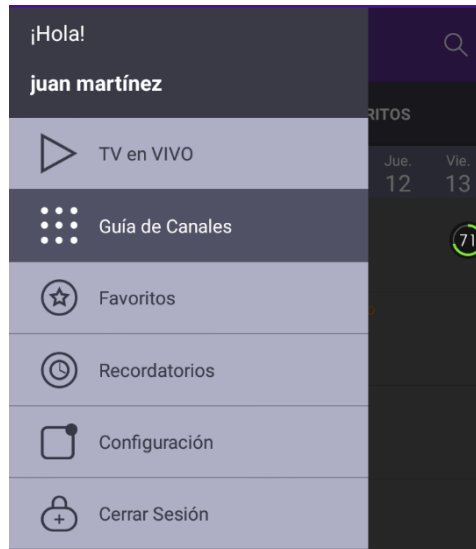 ¡Hola!
juan martínez
RITOS
TV en VIVO
Jue.
12
Vie.
13
Guía de Canales
71
Favoritos
Recordatorios
Configuración
Cerrar Sesión